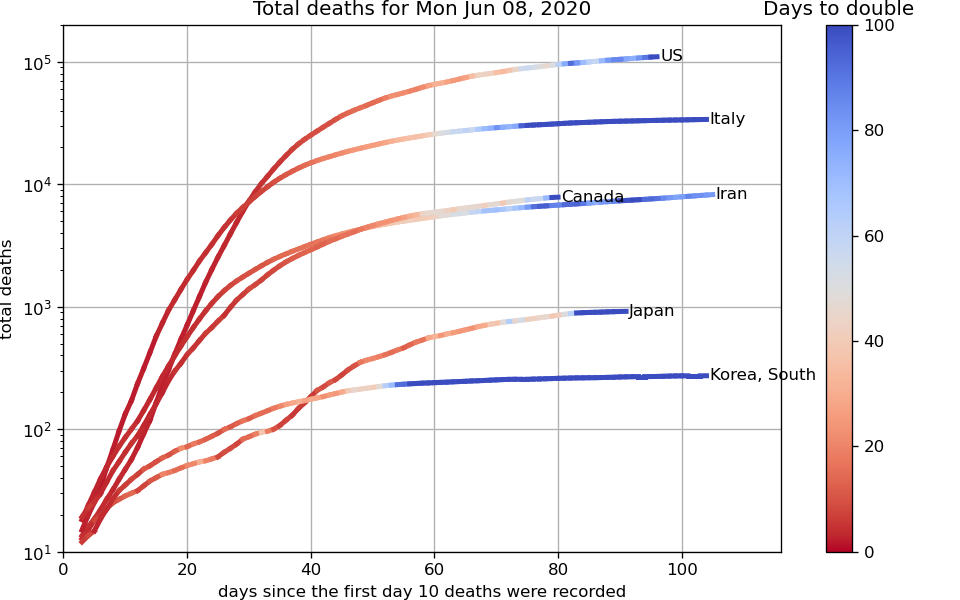 Total deaths for Mon Jun 08, 2020
Days to double
total deaths
10^5
10^4
10^3
10^2
10^1
US
Italy
Canada
Iran
Japan
Korea, South
0 20 40 60 80 100
days since the first day 10 deaths were recorded
100
80
60
40
20
0